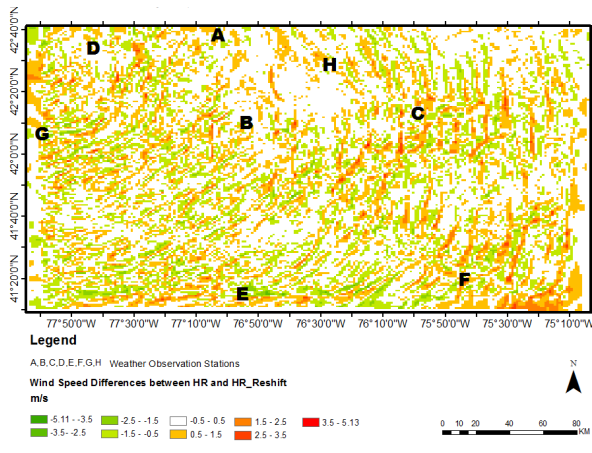 42°40'0"N
42°20'0"N
42°0'0"N
41°40'0"N
41°20'0"N
A
D
H
C
B
G
F
E
77°50'0"W 77°30'0"W 77°10'0"W 76°50'0"W 76°30'0"W 76°10'0"W 75°50'0"W 75°30'0"W 75°10'0"W
Legend
A,B,C,D,E,F,G,H Weather Observation Stations
Wind Speed Differences between HR and HR_Reshift
m/s
-5.11 - -3.5 -2.5 - -1.5 -0.5 - 0.5 1.5 - 2.5 3.5 - 5.13
-3.5- -2.5 -1.5 - -0.5 0.5 - 1.5 2.5 - 3.5
N
0 10 20 40 60 80
KM